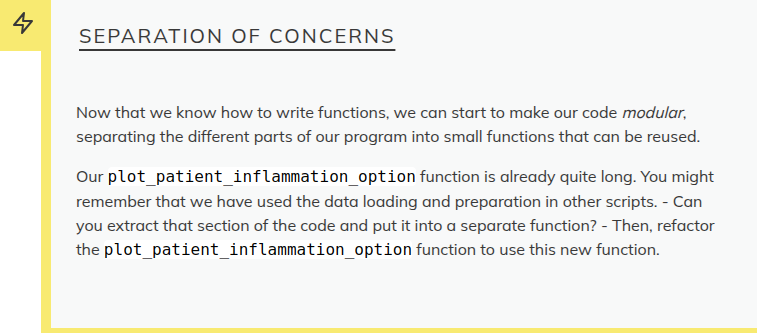 SEPARATION OF CONCERNS
Now that we know how to write functions, we can start to make our code modular,
separating the different parts of our program into small functions that can be reused.
Our plot_patient_inflammation_option function is already quite long. You might
remember that we have used the data loading and preparation in other scripts. - Can
you extract that section of the code and put it into a separate function? - Then, refactor
the plot_patient_inflammation_option function to use this new function.